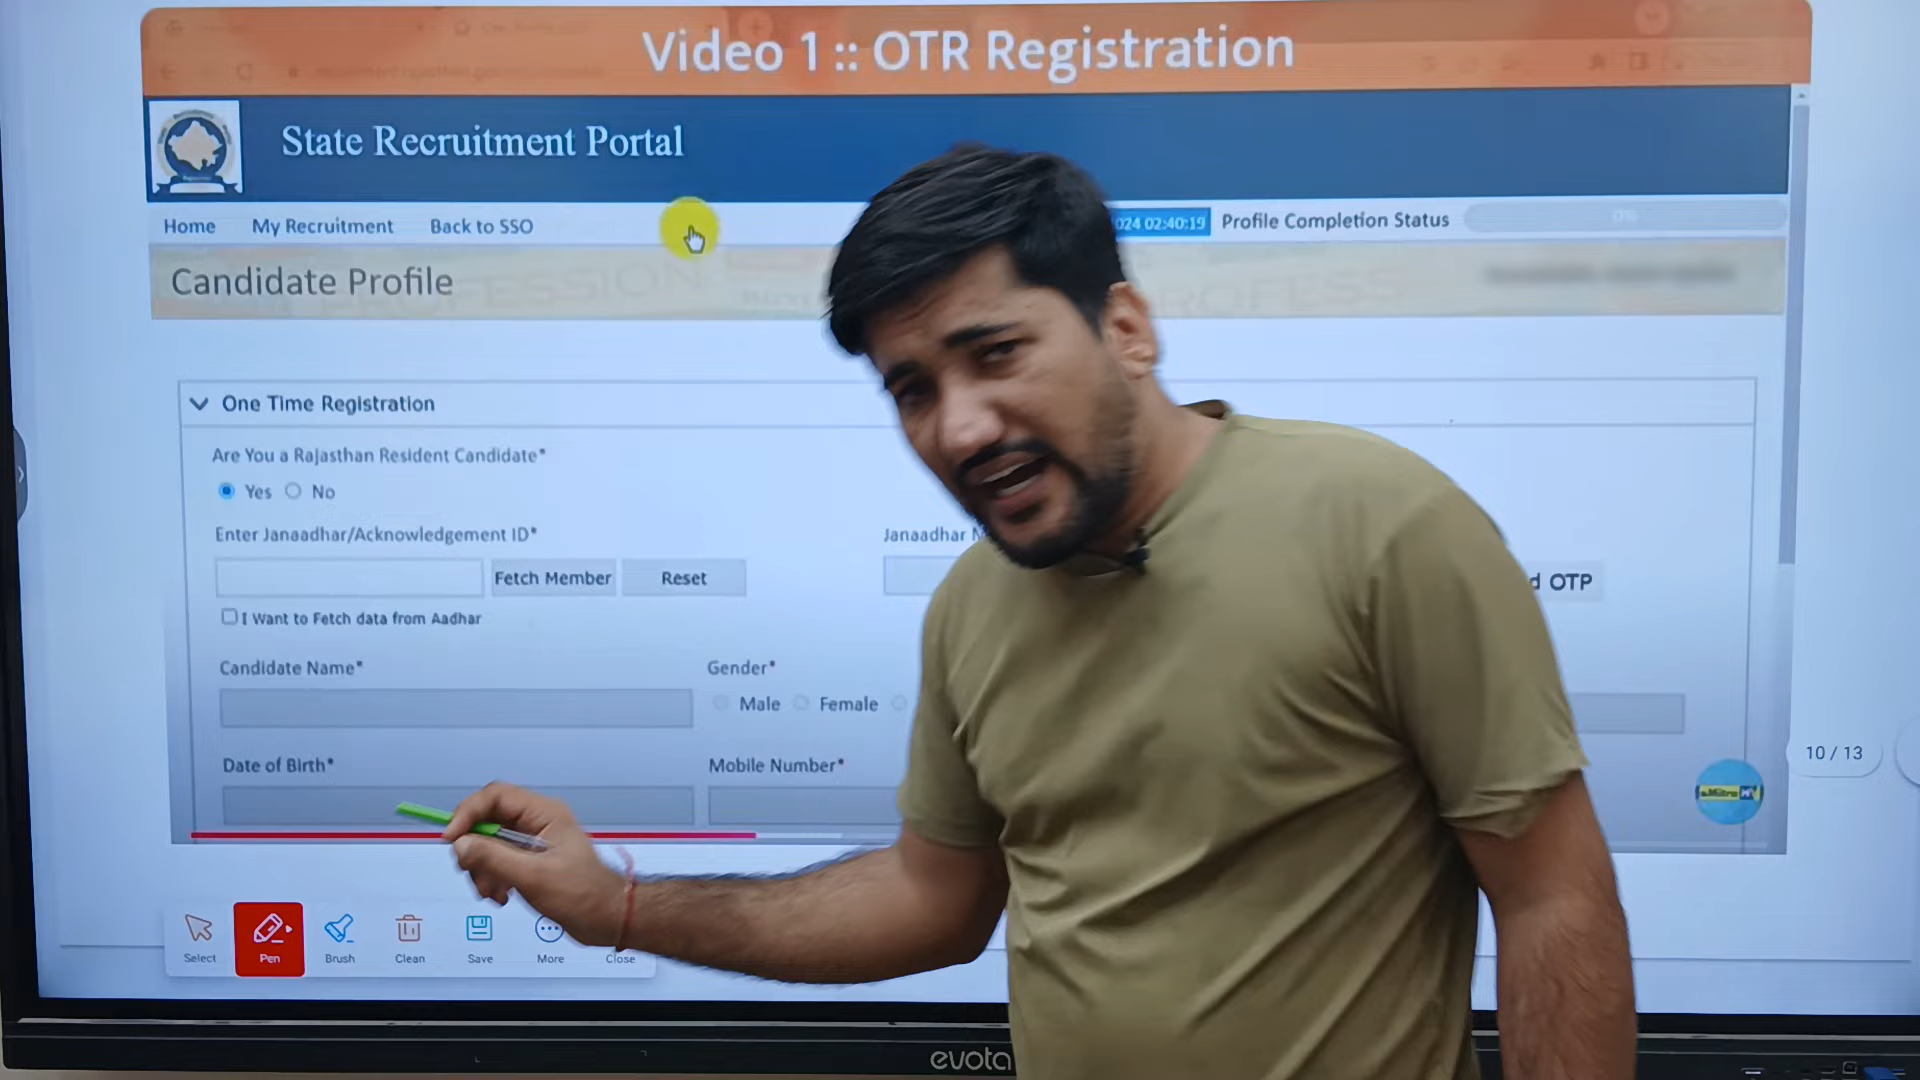 Video 1 :: OTR Registration
State Recruitment Portal
Home My Recruitment Back to SSO
024 02:40:19 Profile Completion Status 0%
Candidate Profile
One Time Registration
Are You a Rajasthan Resident Candidate*
Yes No
Enter Janaadhar/Acknowledgement ID*
Janaadhar
Fetch Member Reset
d OTP
I Want to Fetch data from Aadhar
Candidate Name* Gender*
Male Female
Date of Birth* Mobile Number*
10 / 13
Select Pen Brush Clean Save More Close
evota